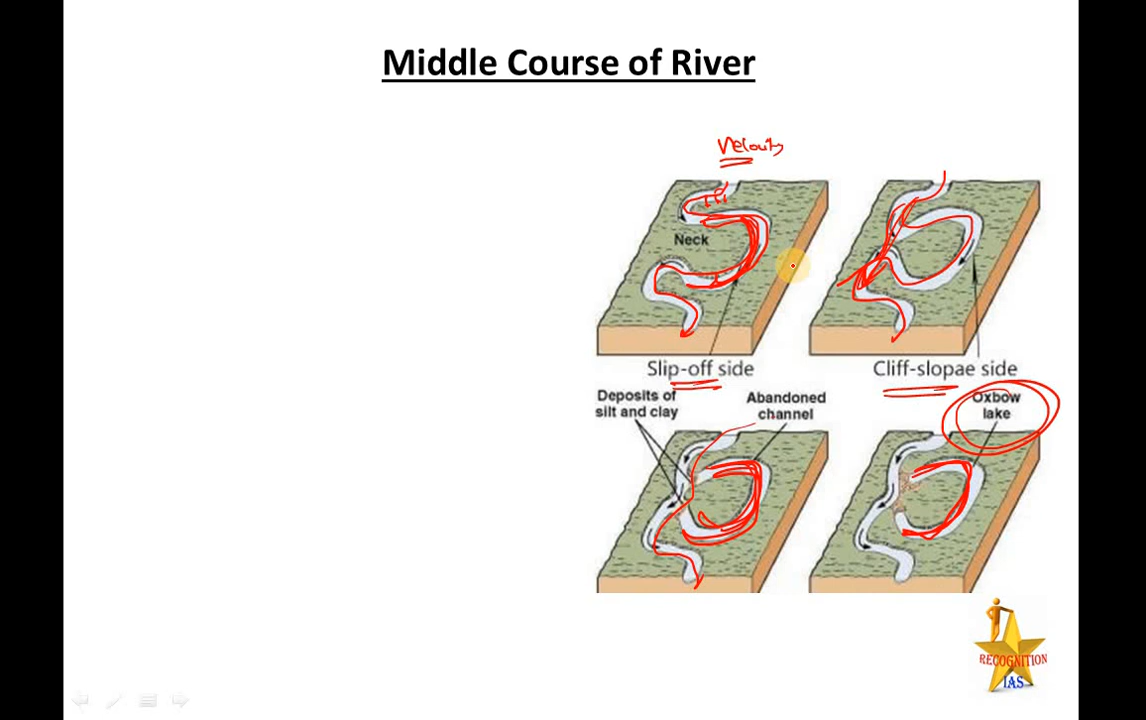 Middle Course of River
Velocity
Neck
Slip-off side
Cliff-slopae side
Deposits of
silt and clay
Abandoned
channel
Oxbow
lake
RECOGNITION
IAS